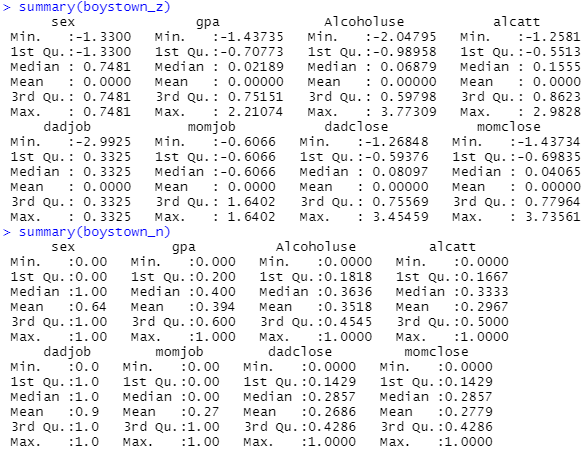 > summary(boystown_z)
sex gpa Alcoholuse alcatt
Min. :-1.3300 Min. :-1.43735 Min. :-2.04795 Min. :-1.2581
1st Qu.:-1.3300 1st Qu.:-0.70773 1st Qu.:-0.98958 1st Qu.:-0.5513
Median : 0.7481 Median : 0.02189 Median : 0.06879 Median : 0.1555
Mean : 0.0000 Mean : 0.00000 Mean : 0.00000 Mean : 0.0000
3rd Qu.: 0.7481 3rd Qu.: 0.75151 3rd Qu.: 0.59798 3rd Qu.: 0.8623
Max. : 0.7481 Max. : 2.21074 Max. : 3.77309 Max. : 2.9828
dadjob momjob dadclose momclose
Min. :-2.9925 Min. :-0.6066 Min. :-1.26848 Min. :-1.43734
1st Qu.: 0.3325 1st Qu.:-0.6066 1st Qu.:-0.59376 1st Qu.:-0.69835
Median : 0.3325 Median :-0.6066 Median : 0.08097 Median : 0.04065
Mean : 0.0000 Mean : 0.0000 Mean : 0.00000 Mean : 0.00000
3rd Qu.: 0.3325 3rd Qu.: 1.6402 3rd Qu.: 0.75569 3rd Qu.: 0.77964
Max. : 0.3325 Max. : 1.6402 Max. : 3.45459 Max. : 3.73561
> summary(boystown_n)
sex gpa Alcoholuse alcatt
Min. :0.00 Min. :0.000 Min. :0.0000 Min. :0.0000
1st Qu.:0.00 1st Qu.:0.200 1st Qu.:0.1818 1st Qu.:0.1667
Median :1.00 Median :0.400 Median :0.3636 Median :0.3333
Mean :0.64 Mean :0.394 Mean :0.3518 Mean :0.2967
3rd Qu.:1.00 3rd Qu.:0.600 3rd Qu.:0.4545 3rd Qu.:0.5000
Max. :1.00 Max. :1.000 Max. :1.0000 Max. :1.0000
dadjob momjob dadclose momclose
Min. :0.0 Min. :0.00 Min. :0.0000 Min. :0.0000
1st Qu.:1.0 1st Qu.:0.00 1st Qu.:0.1429 1st Qu.:0.1429
Median :1.0 Median :0.00 Median :0.2857 Median :0.2857
Mean :0.9 Mean :0.27 Mean :0.2686 Mean :0.2779
3rd Qu.:1.0 3rd Qu.:1.00 3rd Qu.:0.4286 3rd Qu.:0.4286
Max. :1.0 Max. :1.00 Max. :1.0000 Max. :1.0000